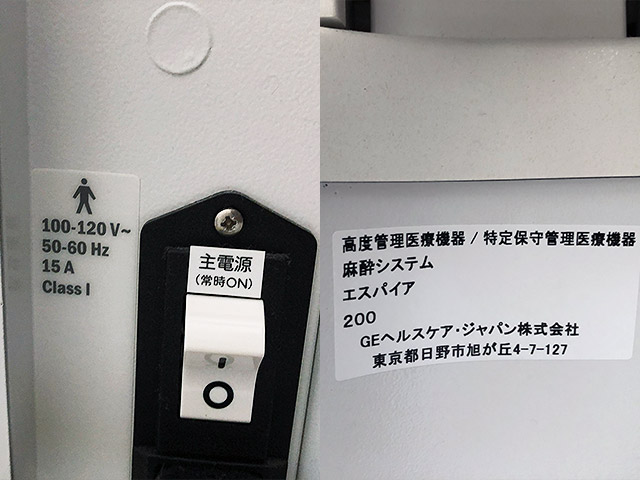 100-120 V~
50-60 Hz
15 A
Class I
主電源
(常時ON)
高度管理医療機器 / 特定保守管理医療機器
麻酔システム
エスパイア
200
GEヘルスケア・ジャパン株式会社
東京都日野市旭が丘4-7-127